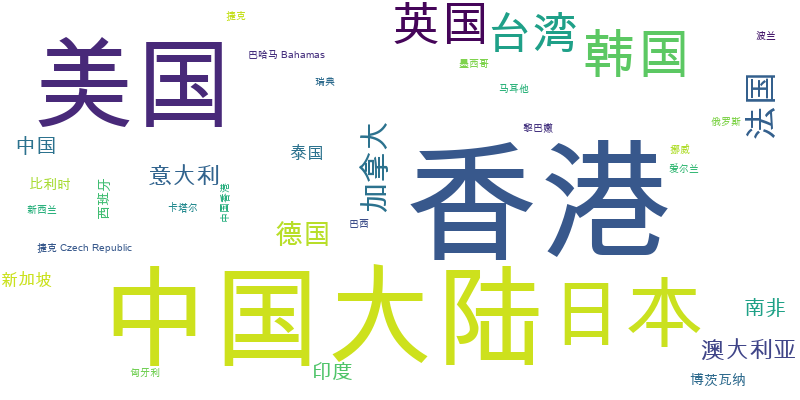 捷克
英国
台湾
美国
巴哈马 Bahamas
韩国
波兰
墨西哥
瑞典
马耳他
法国
俄罗斯
黎巴嫩
加拿大
中国
泰国
香港
挪威
爱尔兰
意大利
比利时
西班牙
中国香港
新西兰
卡塔尔
巴西
德国
捷克 Czech Republic
新加坡
中国大陆
日本
南非
澳大利亚
匈牙利
印度
博茨瓦纳